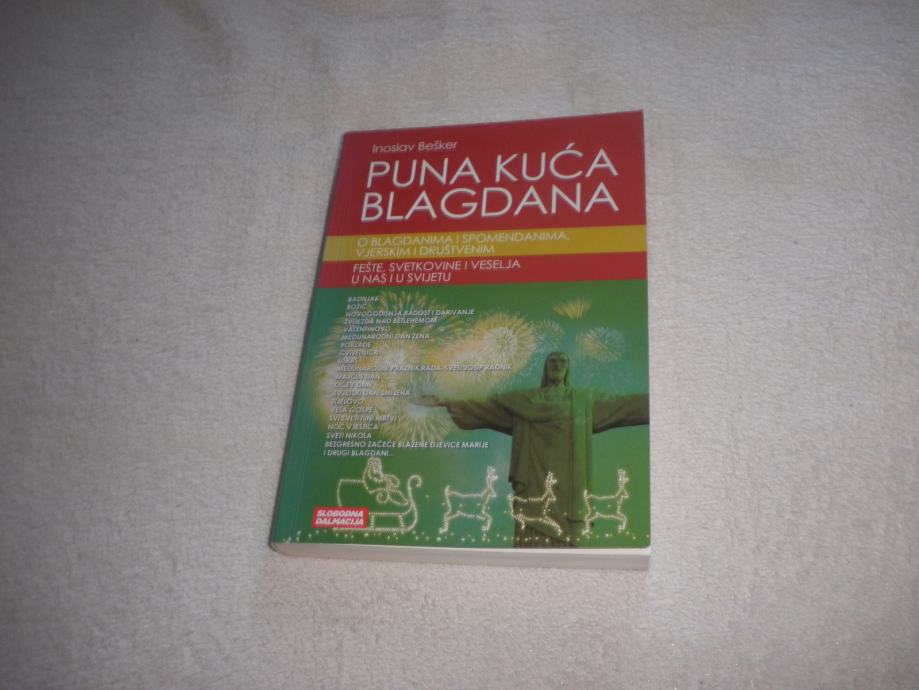 Inoslav Bešker
PUNA KUĆA
BLAGDANA
O BLAGDANIMA I SPOMENDANIMA,
VJERSKIM I DRUŠTVENIM
FEŠTE, SVETKOVINE I VESELJA
U NAS I U SVIJETU
BADNJAK
BOŽIĆ
NOVOGODIŠNJA RADOST I DARIVANJE
ZVIJEZDA NAD BETLEHEMOM
VALENTINOVO
MEĐUNARODNI DAN ŽENA
POKLADE
CVJETNICA
USKRS
MEĐUNARODNI PRAZNIK RADA-SVETI JOSIP RADNIK
MAJČIN DAN
OČEV DAN
SVJETSKI DAN SMIJEHA
TIJELOVO
VELA GOSPE
SVI SVETI I INI MRTVI
NOĆ VJEŠTICA
SVETI NIKOLA
BEZGREŠNO ZAČEĆE BLAŽENE DJEVICE MARIJE
I DRUGI BLAGDANI...
SLOBODNA
DALMACIJA